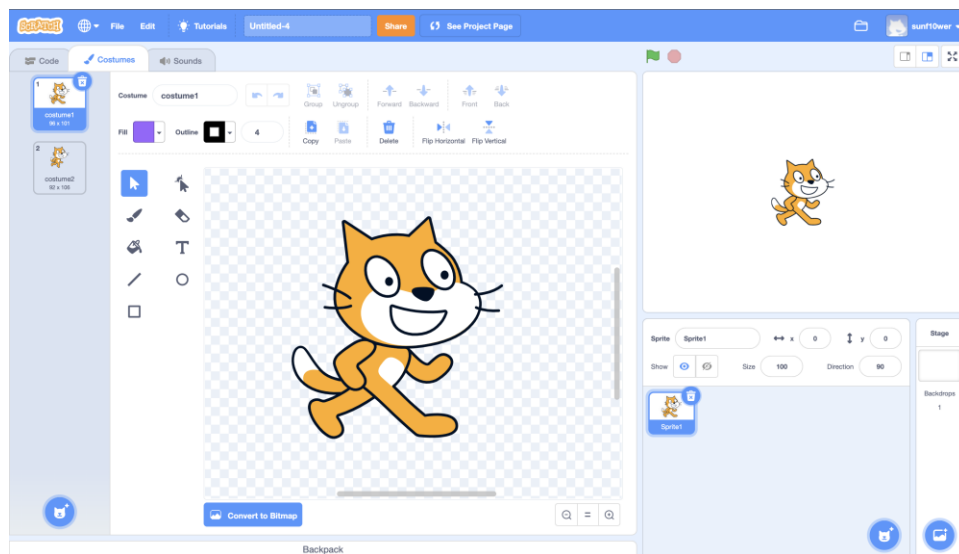 SCRATCH File Edit Tutorials Untitled-4 Share See Project Page sunfl0wer
Code Costumes Sounds
1
costume1
96 x 101
2
costume2
92 x 106
Costume costume1 Group Ungroup Forward Backward Front Back
Fill Outline 4 Copy Paste Delete Flip Horizontal Flip Vertical
T
Convert to Bitmap
Backpack
Sprite Sprite1 x 0 y 0
Show Size 100 Direction 90
Sprite1
Stage
Backdrops
1